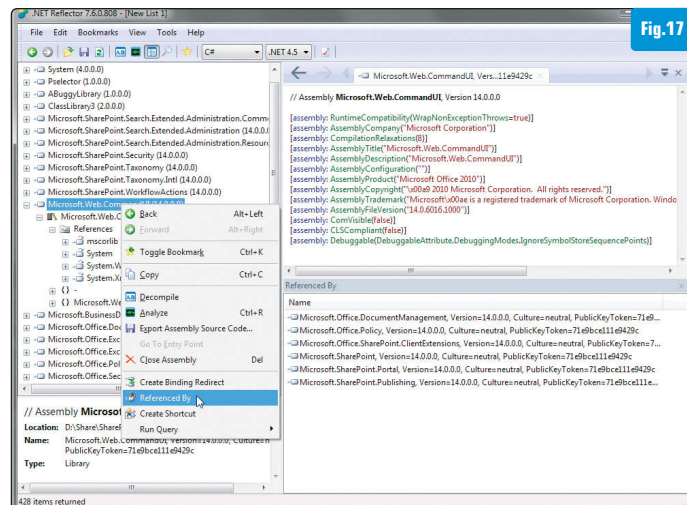 .NET Reflector 7.6.0.808 - [New List 1]
Fig.17
File Edit Bookmarks View Tools Help
C# .NET 4.5
System (4.0.0.0)
Pselector (1.0.0.0)
ABuggyLibrary (1.0.0.0)
ClassLibrary3 (2.0.0.0)
Microsoft.SharePoint.Search.Extended.Administration.Comm
Microsoft.SharePoint.Search.Extended.Administration (14.0.0.
Microsoft.SharePoint.Search.Extended.Administration.Resour
Microsoft.SharePoint.Security (14.0.0.0)
Microsoft.SharePoint.Taxonomy (14.0.0.0)
Microsoft.SharePoint.Taxonomy.Intl (14.0.0.0)
Microsoft.SharePoint.WorkflowActions (14.0.0.0)
Microsoft.Web.CommandUI (14.0.0.0)
Microsoft.Web.C
References
mscorlib
System
System.W
System.X
{} -
{} Microsoft.We
Microsoft.BusinessD
Microsoft.Office.Doc
Microsoft.Office.Exc
Microsoft.Office.Exc
Microsoft.Office.Pol
Microsoft.Office.Sec
Back Alt+Left
Forward Alt+Right
Toggle Bookmark Ctrl+K
Copy Ctrl+C
Decompile
Analyze Ctrl+R
Export Assembly Source Code...
Go To Entry Point
Close Assembly Del
Create Binding Redirect
Referenced By
Create Shortcut
Run Query
// Assembly Microsof
Location: D:\Share\ShareP
Name: Microsoft.Web.CommandUI, Version=14.0.0.0, Culture=n
PublicKeyToken=71e9bce111e9429c
Type: Library
428 items returned
Microsoft.Web.CommandUI, Vers...11e9429c
// Assembly Microsoft.Web.CommandUI, Version 14.0.0.0
[assembly: RuntimeCompatibility(WrapNonExceptionThrows=true)]
[assembly: AssemblyCompany("Microsoft Corporation")]
[assembly: CompilationRelaxations(8)]
[assembly: AssemblyTitle("Microsoft.Web.CommandUI")]
[assembly: AssemblyDescription("Microsoft.Web.CommandUI")]
[assembly: AssemblyConfiguration("")]
[assembly: AssemblyProduct("Microsoft Office 2010")]
[assembly: AssemblyCopyright("\x00a9 2010 Microsoft Corporation. All rights reserved.")]
[assembly: AssemblyTrademark("Microsoft\x00ae is a registered trademark of Microsoft Corporation. Windo
[assembly: AssemblyFileVersion("14.0.6016.1000")]
[assembly: ComVisible(false)]
[assembly: CLSCompliant(false)]
[assembly: Debuggable(DebuggableAttribute.DebuggingModes.IgnoreSymbolStoreSequencePoints)]
Referenced By
Name
Microsoft.Office.DocumentManagement, Version=14.0.0.0, Culture=neutral, PublicKeyToken=71e9...
Microsoft.Office.Policy, Version=14.0.0.0, Culture=neutral, PublicKeyToken=71e9bce111e9429c
Microsoft.Office.SharePoint.ClientExtensions, Version=14.0.0.0, Culture=neutral, PublicKeyToken=7...
Microsoft.SharePoint, Version=14.0.0.0, Culture=neutral, PublicKeyToken=71e9bce111e9429c
Microsoft.SharePoint.Portal, Version=14.0.0.0, Culture=neutral, PublicKeyToken=71e9bce111e9429c
Microsoft.SharePoint.Publishing, Version=14.0.0.0, Culture=neutral, PublicKeyToken=71e9bce111e...